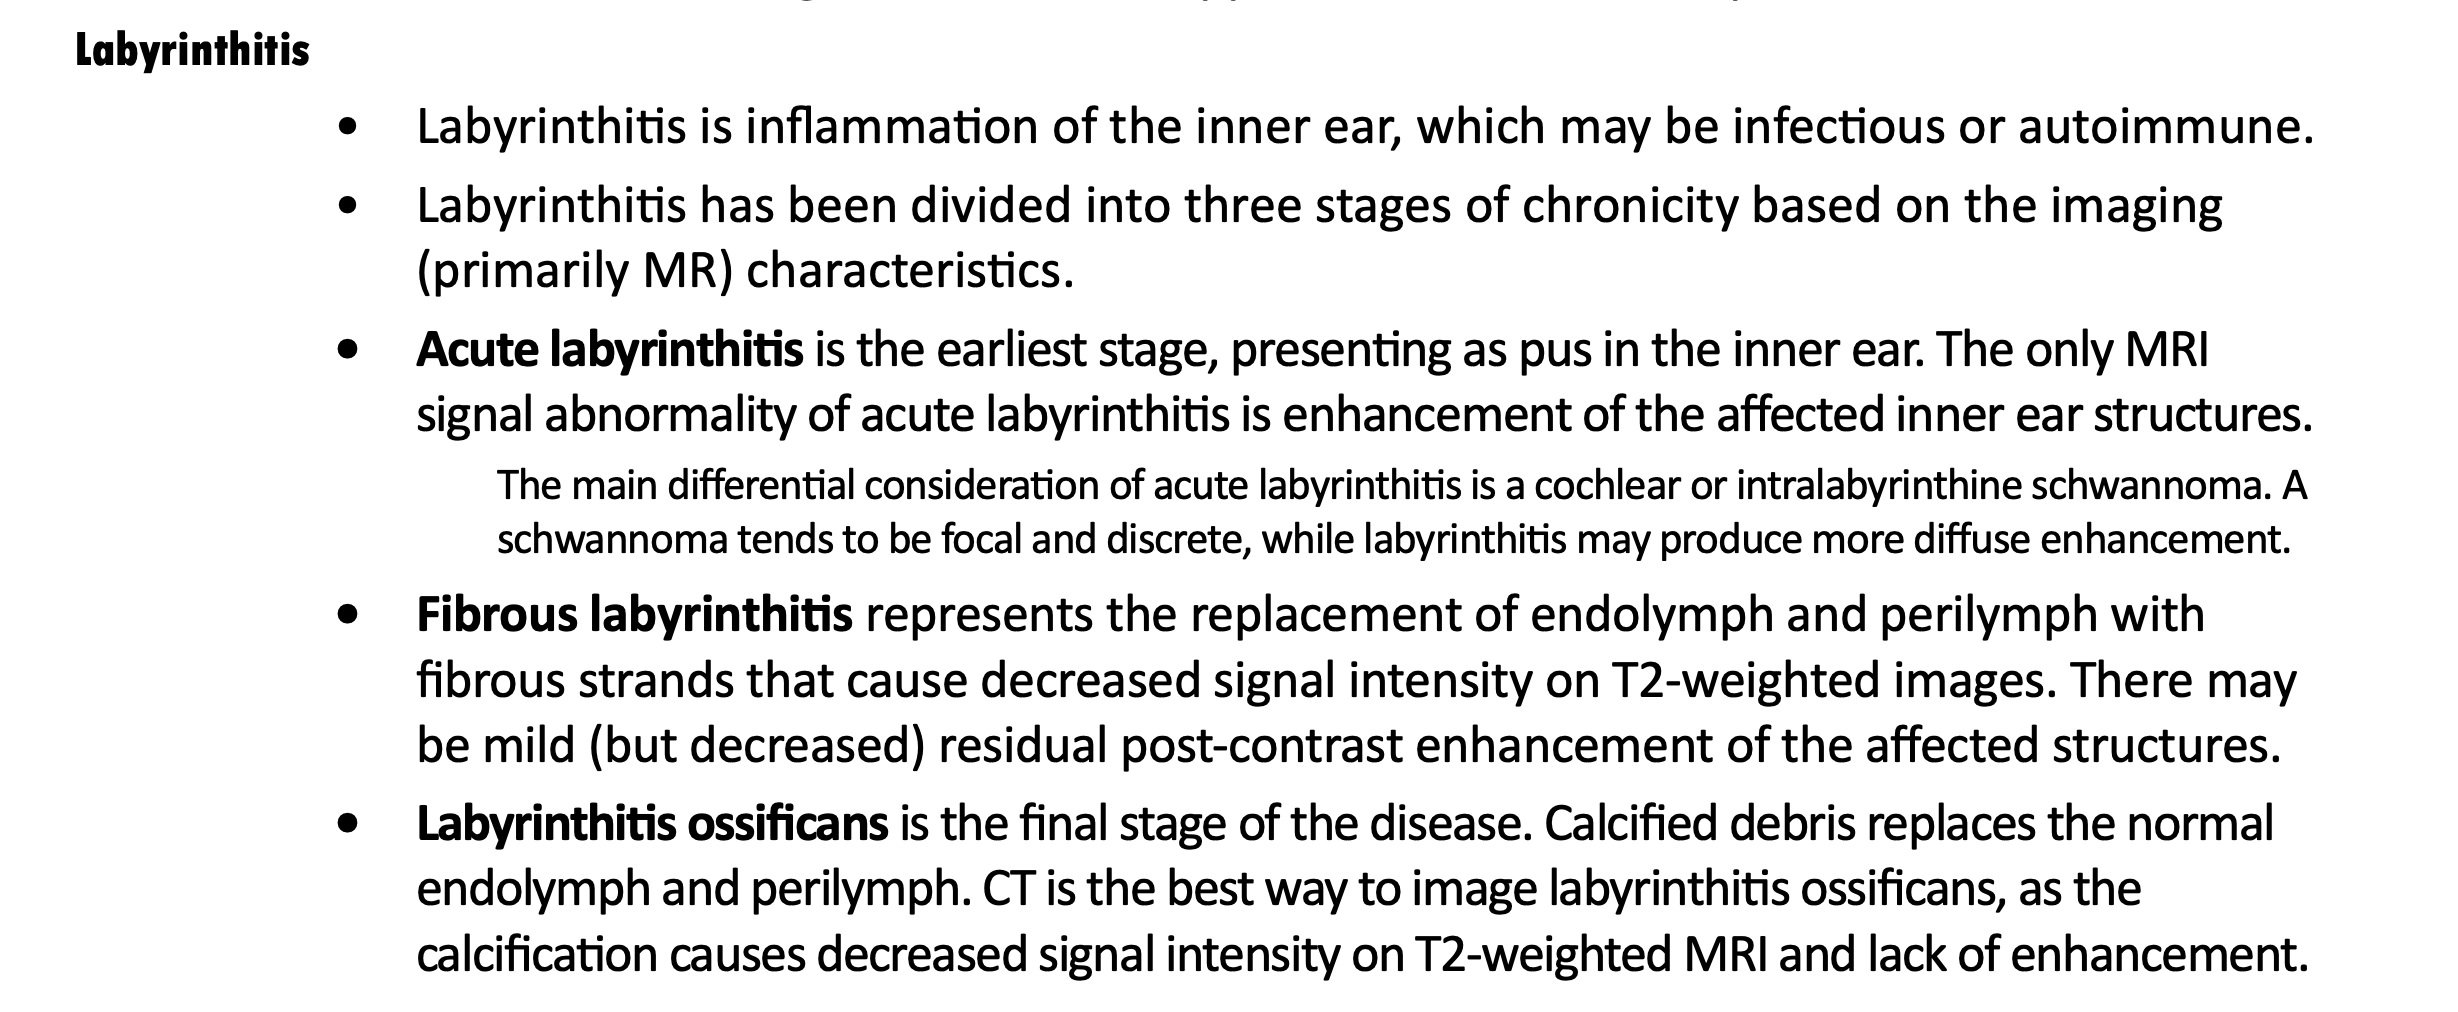 Labyrinthitis
• Labyrinthitis is inflammation of the inner ear, which may be infectious or autoimmune.
• Labyrinthitis has been divided into three stages of chronicity based on the imaging
(primarily MR) characteristics.
• Acute labyrinthitis is the earliest stage, presenting as pus in the inner ear. The only MRI
signal abnormality of acute labyrinthitis is enhancement of the affected inner ear structures.
The main differential consideration of acute labyrinthitis is a cochlear or intralabyrinthine schwannoma. A
schwannoma tends to be focal and discrete, while labyrinthitis may produce more diffuse enhancement.
• Fibrous labyrinthitis represents the replacement of endolymph and perilymph with
fibrous strands that cause decreased signal intensity on T2-weighted images. There may
be mild (but decreased) residual post-contrast enhancement of the affected structures.
• Labyrinthitis ossificans is the final stage of the disease. Calcified debris replaces the normal
endolymph and perilymph. CT is the best way to image labyrinthitis ossificans, as the
calcification causes decreased signal intensity on T2-weighted MRI and lack of enhancement.